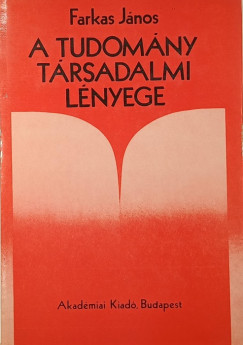 Farkas János
A TUDOMÁNY
TÁRSADALMI
LÉNYEGE
Akadémiai Kiadó, Budapest